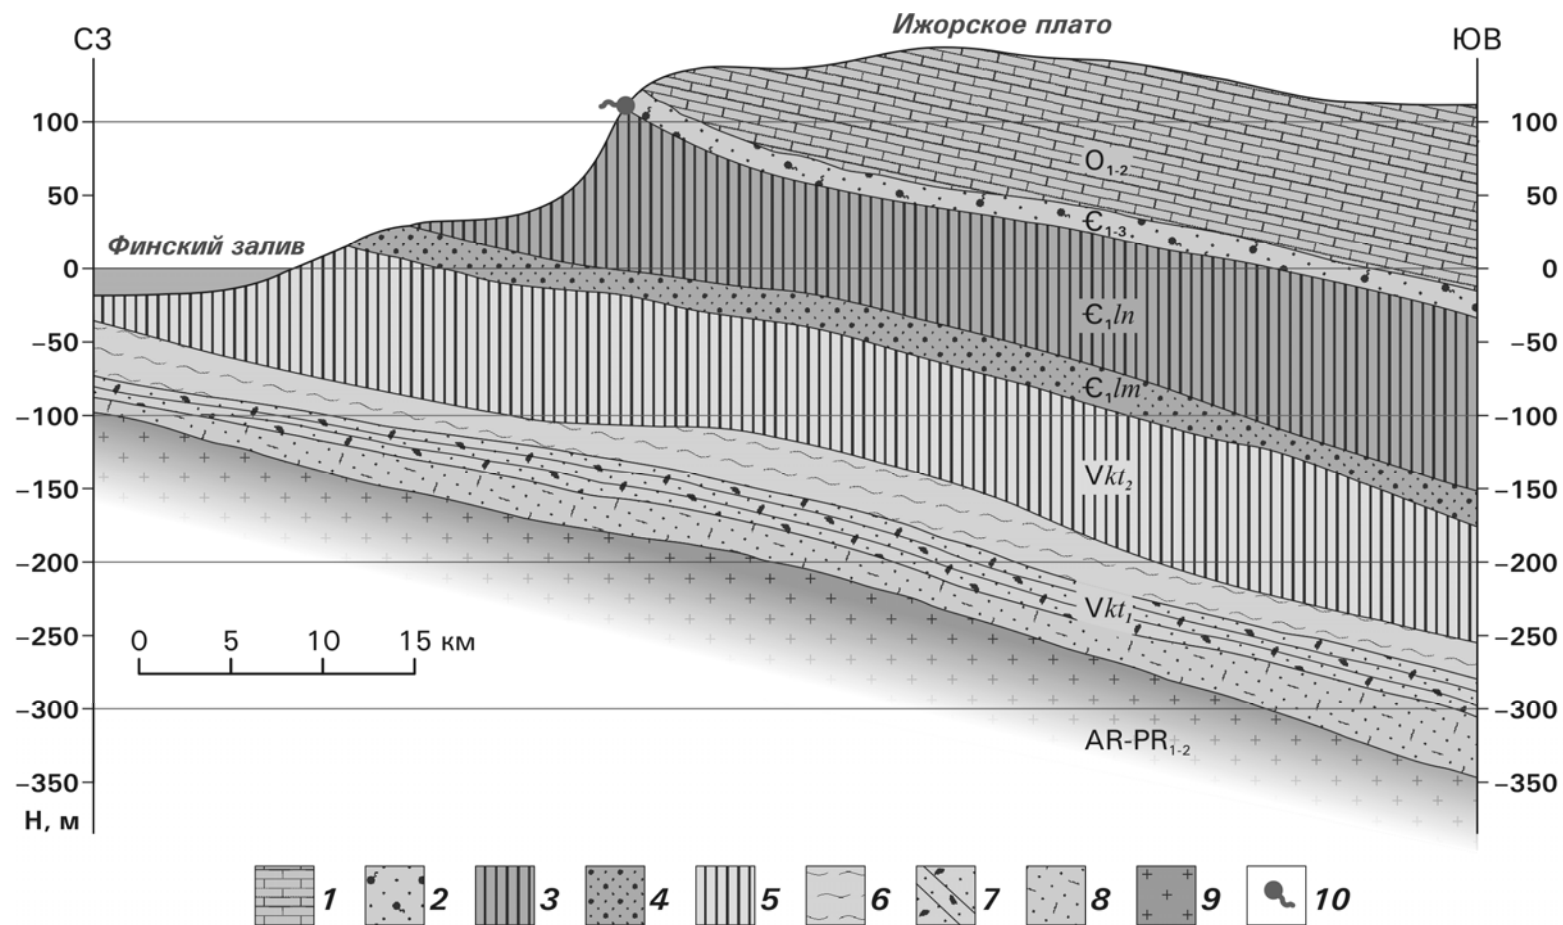 Ижорское плато
СЗ
ЮВ
100
100
O1-2
50
50
Є1-3
Финский залив
0
0
Є1ln
−50
−50
Є1lm
−100
−100
Vkt2
−150
−150
−200
−200
Vkt1
0 5 10 15 км
−250
−250
−300
−300
AR-PR1-2
−350
−350
Н, м
1 2 3 4 5 6 7 8 9 10